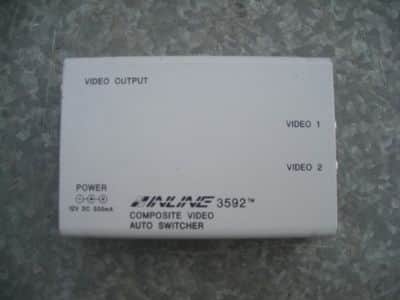 VIDEO OUTPUT
VIDEO 1
VIDEO 2
POWER
12V DC 500mA
INLINE 3592™
COMPOSITE VIDEO
AUTO SWITCHER